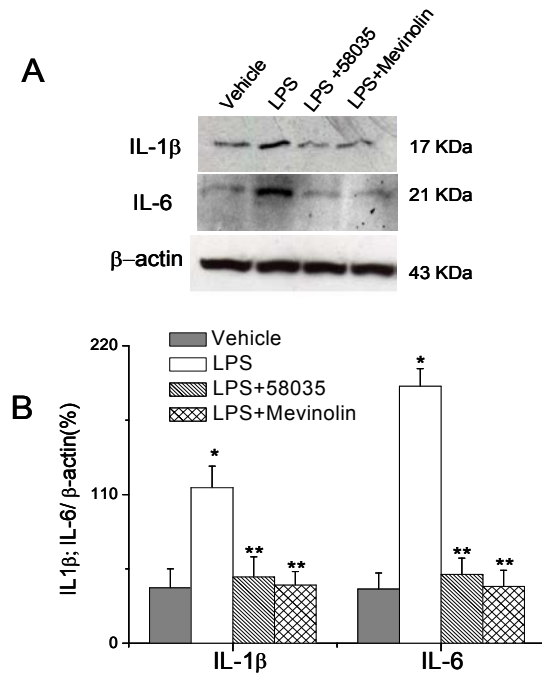 A
Vehicle
LPS
LPS +58035
LPS+Mevinolin
IL-1β
17 KDa
IL-6
21 KDa
β–actin
43 KDa
B
Vehicle
LPS
LPS+58035
LPS+Mevinolin
IL1β; IL-6/ β-actin(%)
220
110
0
*
**
**
*
**
**
IL-1β
IL-6